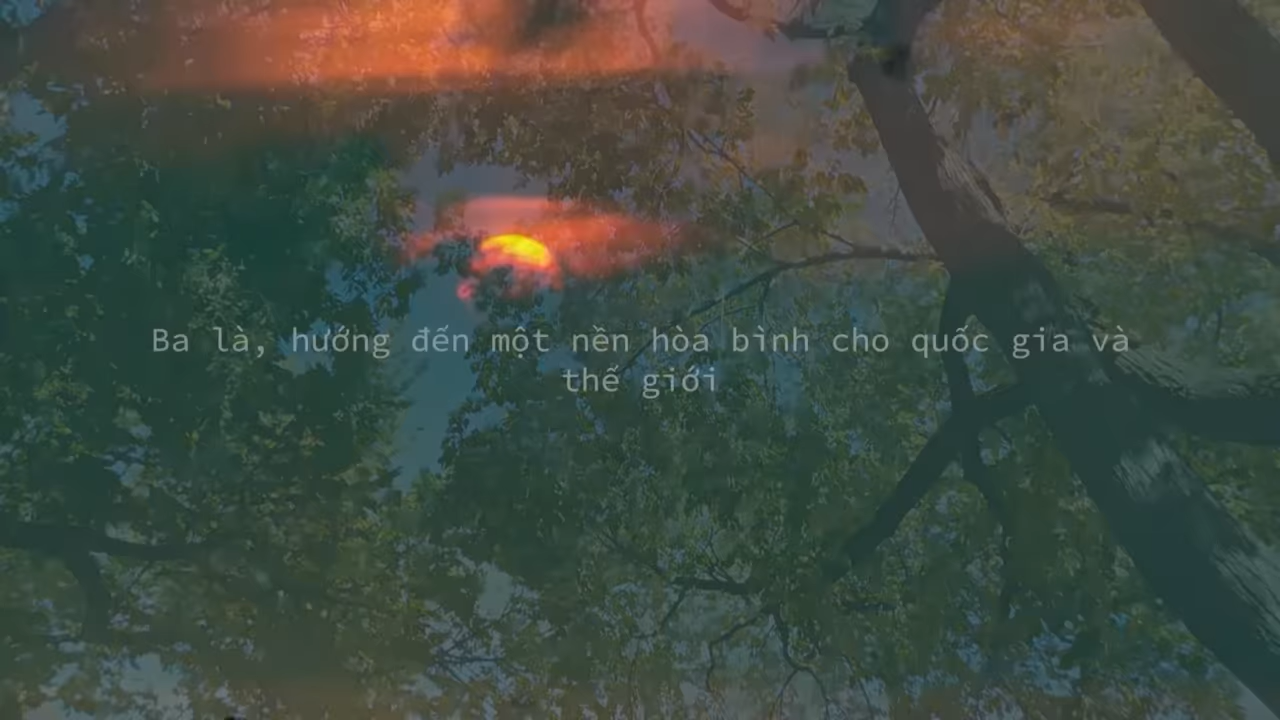 Ba là, hướng đến một nền hòa bình cho quốc gia và
thế giới